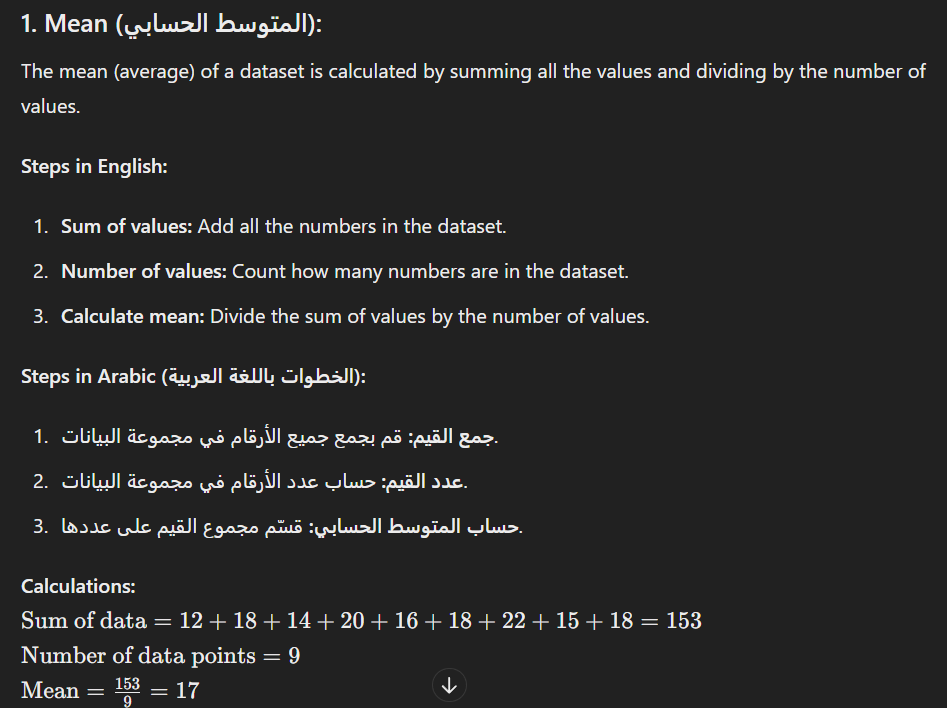 1. Mean (المتوسط الحسابي):
The mean (average) of a dataset is calculated by summing all the values and dividing by the number of
values.
Steps in English:
1. Sum of values: Add all the numbers in the dataset.
2. Number of values: Count how many numbers are in the dataset.
3. Calculate mean: Divide the sum of values by the number of values.
Steps in Arabic (الخطوات باللغة العربية):
1. جمع القيم: قم بجمع جميع الأرقام في مجموعة البيانات.
2. عدد القيم: حساب عدد الأرقام في مجموعة البيانات.
3. حساب المتوسط الحسابي: قسّم مجموع القيم على عددها.
Calculations:
Sum of data = 12 + 18 + 14 + 20 + 16 + 18 + 22 + 15 + 18 = 153
Number of data points = 9
Mean = 153/9 = 17